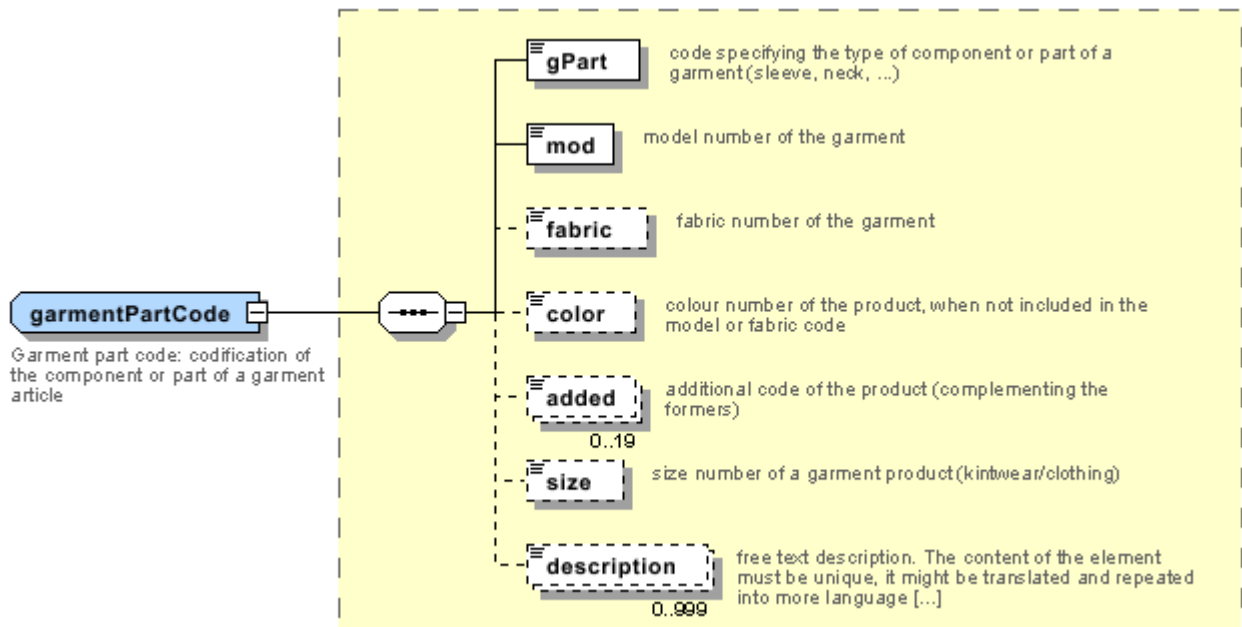 gPart
code specifying the type of component or part of a
garment (sleeve, neck, ...)
mod
model number of the garment
fabric
fabric number of the garment
garmentPartCode
Garment part code: codification of
the component or part of a garment
article
color
colour number of the product, when not included in the
model or fabric code
added
additional code of the product (complementing the
formers)
0..19
size
size number of a garment product (kintwear/clothing)
description
free text description. The content of the element
must be unique, it might be translated and repeated
into more language [...]
0..999